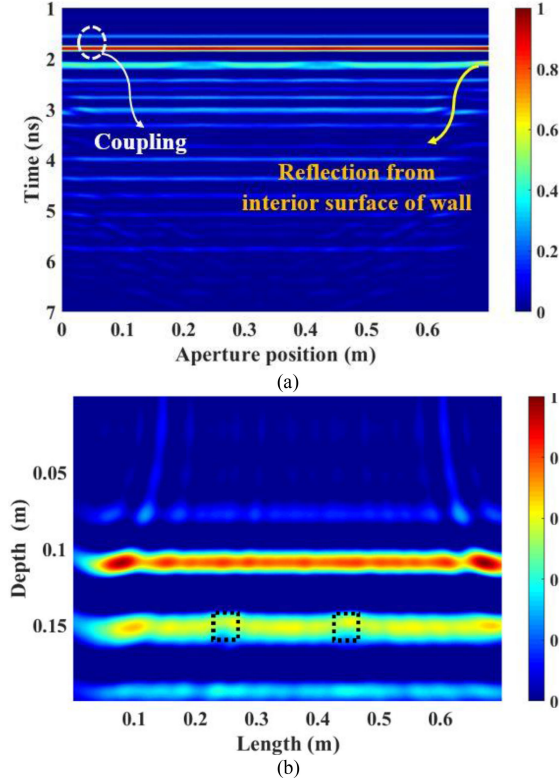 1
2
3
4
5
6
7
Time (ns)
Coupling
Reflection from
interior surface of wall
0 0.1 0.2 0.3 0.4 0.5 0.6
Aperture position (m)
1
0.8
0.6
0.4
0.2
0
(a)
0.05
0.1
0.15
Depth (m)
0.1 0.2 0.3 0.4 0.5 0.6
Length (m)
1
0
0
0
0
0
(b)